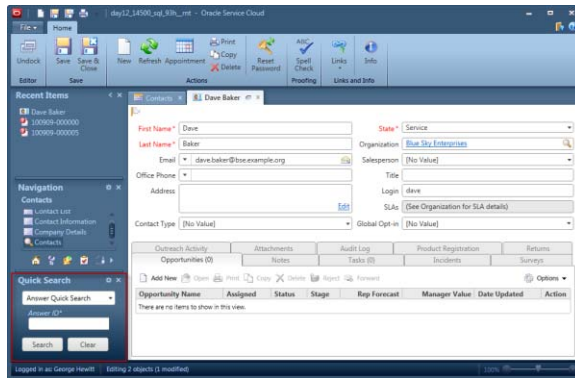 day12_14500_sql_93h_rnt - Oracle Service Cloud
File
Home
Undock
Save
Save & Close
New
Refresh
Appointment
Print
Copy
Delete
Reset Password
Spell Check
Links
Info
Editor
Save
Actions
Proofing
Links and Info
Recent Items
Dave Baker
100909-000000
100909-000005
Navigation
Contacts
Contact List
Contact Information
Company Details
Contacts
Quick Search
Answer Quick Search
Answer ID*
Search
Clear
Contacts
Dave Baker
First Name* Dave
State* Service
Last Name* Baker
Organization Blue Sky Enterprises
Email dave.baker@bse.example.org
Salesperson [No Value]
Office Phone
Title
Address
Login dave
Edit
SLAs (See Organization for SLA details)
Contact Type [No Value]
Global Opt-in [No Value]
Outreach Activity Attachments Audit Log Product Registration Returns
Opportunities (0) Notes Tasks (0) Incidents Surveys
Add New Open Print Copy Delete Reject Forward Options
Opportunity Name Assigned Status Stage Rep Forecast Manager Value Date Updated Action
There are no items to show in this view.
Logged in as: George Hewitt Editing 2 objects (1 modified) 100%